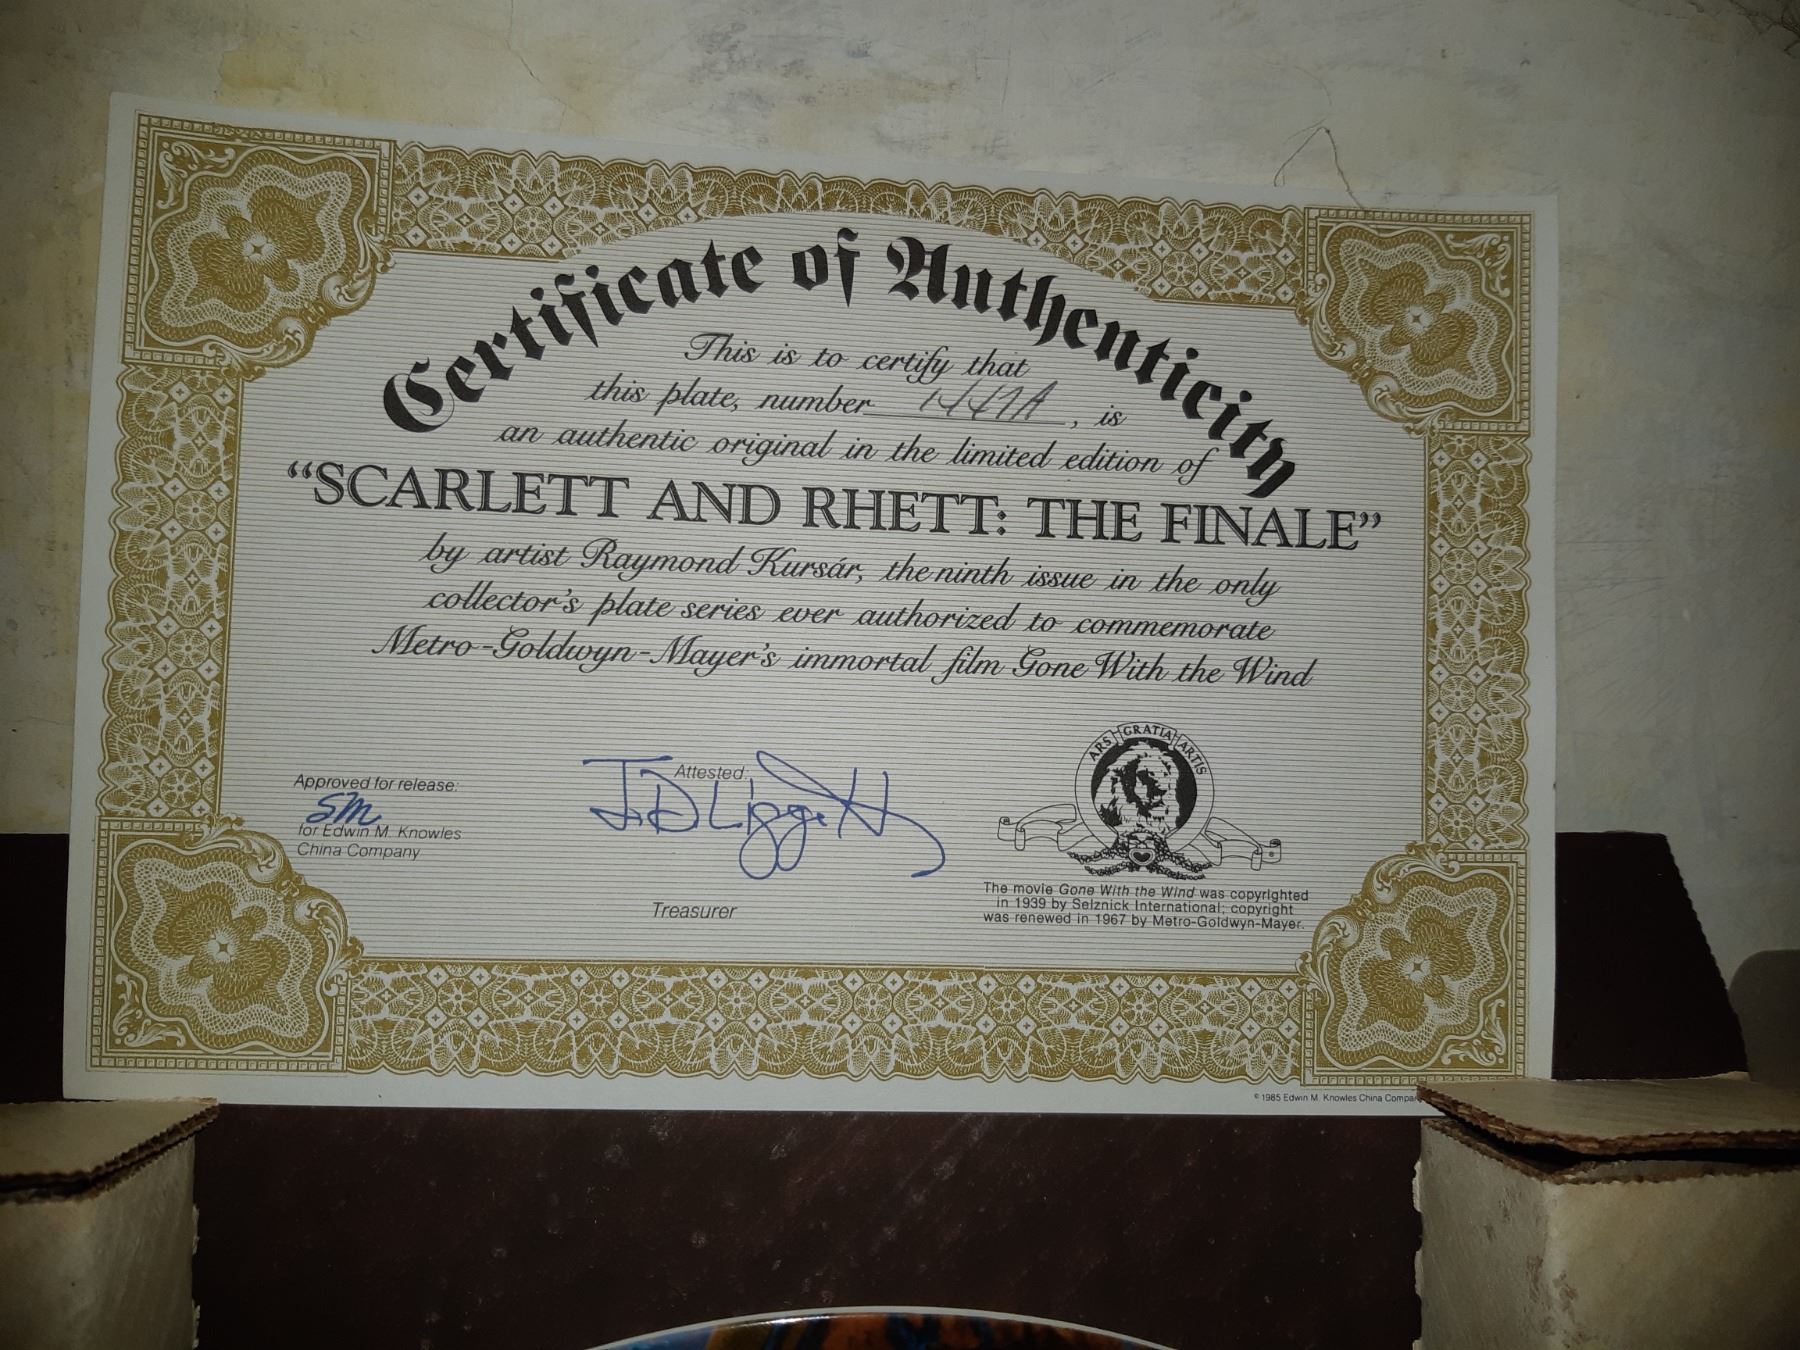 Certificate of Authenticity
This is to certify that
this plate, number , is
an authentic original in the limited edition of
“SCARLETT AND RHETT: THE FINALE”
by artist Raymond Kursár, the ninth issue in the only
collector's plate series ever authorized to commemorate
Metro-Goldwyn-Mayer's immortal film Gone With the Wind
Approved for release:
SM
for Edwin M. Knowles
China Company
Attested:
J.D Liggett
Treasurer
ARS GRATIA ARTIS
The movie Gone With the Wind was copyrighted
in 1939 by Selznick International; copyright
was renewed in 1967 by Metro-Goldwyn-Mayer.
© 1985 Edwin M. Knowles China Compan